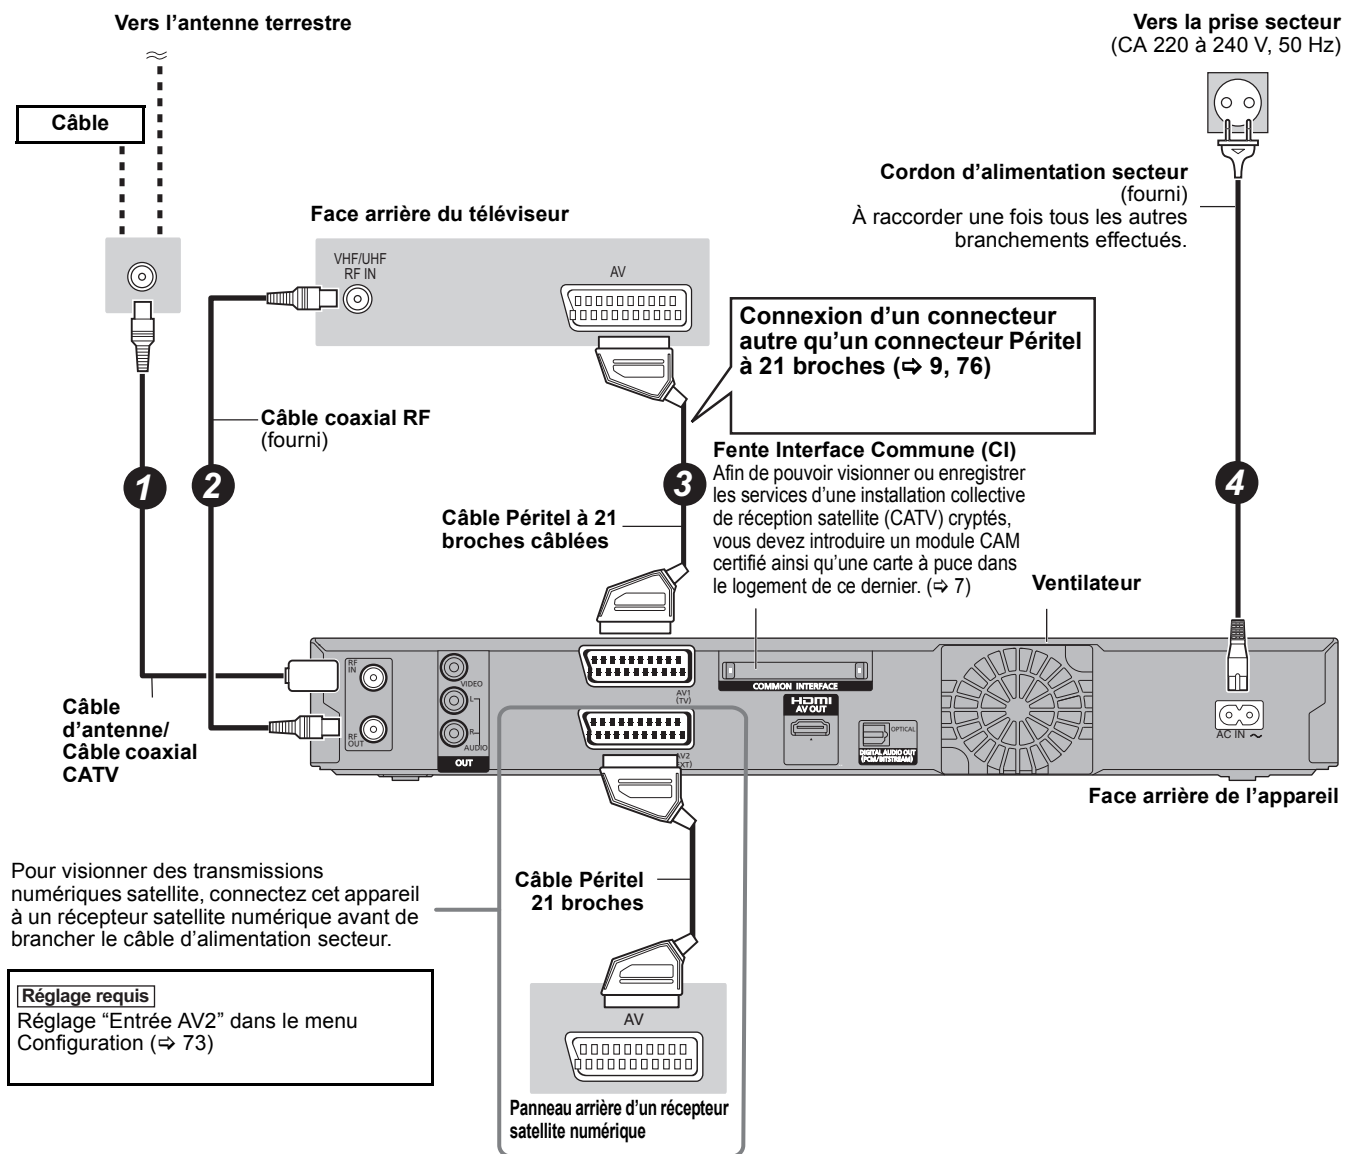 Vers l’antenne terrestre
Vers la prise secteur
(CA 220 à 240 V, 50 Hz)
Câble
Cordon d’alimentation secteur
(fourni)
À raccorder une fois tous les autres
branchements effectués.
Face arrière du téléviseur
VHF/UHF
RF IN
AV
Connexion d’un connecteur
autre qu’un connecteur Péritel
à 21 broches (⇨ 9, 76)
Câble coaxial RF
(fourni)
Fente Interface Commune (CI)
Afin de pouvoir visionner ou enregistrer
les services d’une installation collective
de réception satellite (CATV) cryptés,
vous devez introduire un module CAM
certifié ainsi qu’une carte à puce dans
le logement de ce dernier. (⇨ 7)
1
2
3
4
Câble Péritel à 21
broches câblées
Ventilateur
RF
IN
RF
OUT
VIDEO
L
R
AUDIO
OUT
AV1
(TV)
AV2
(EXT)
COMMON INTERFACE
HDMI
AV OUT
OPTICAL
DIGITAL AUDIO OUT
(PCM/BITSTREAM)
AC IN ~
Câble
d’antenne/
Câble coaxial
CATV
Face arrière de l’appareil
Pour visionner des transmissions
numériques satellite, connectez cet appareil
à un récepteur satellite numérique avant de
brancher le câble d’alimentation secteur.
Câble Péritel
21 broches
Réglage requis
Réglage “Entrée AV2” dans le menu
Configuration (⇨ 73)
AV
Panneau arrière d’un récepteur
satellite numérique